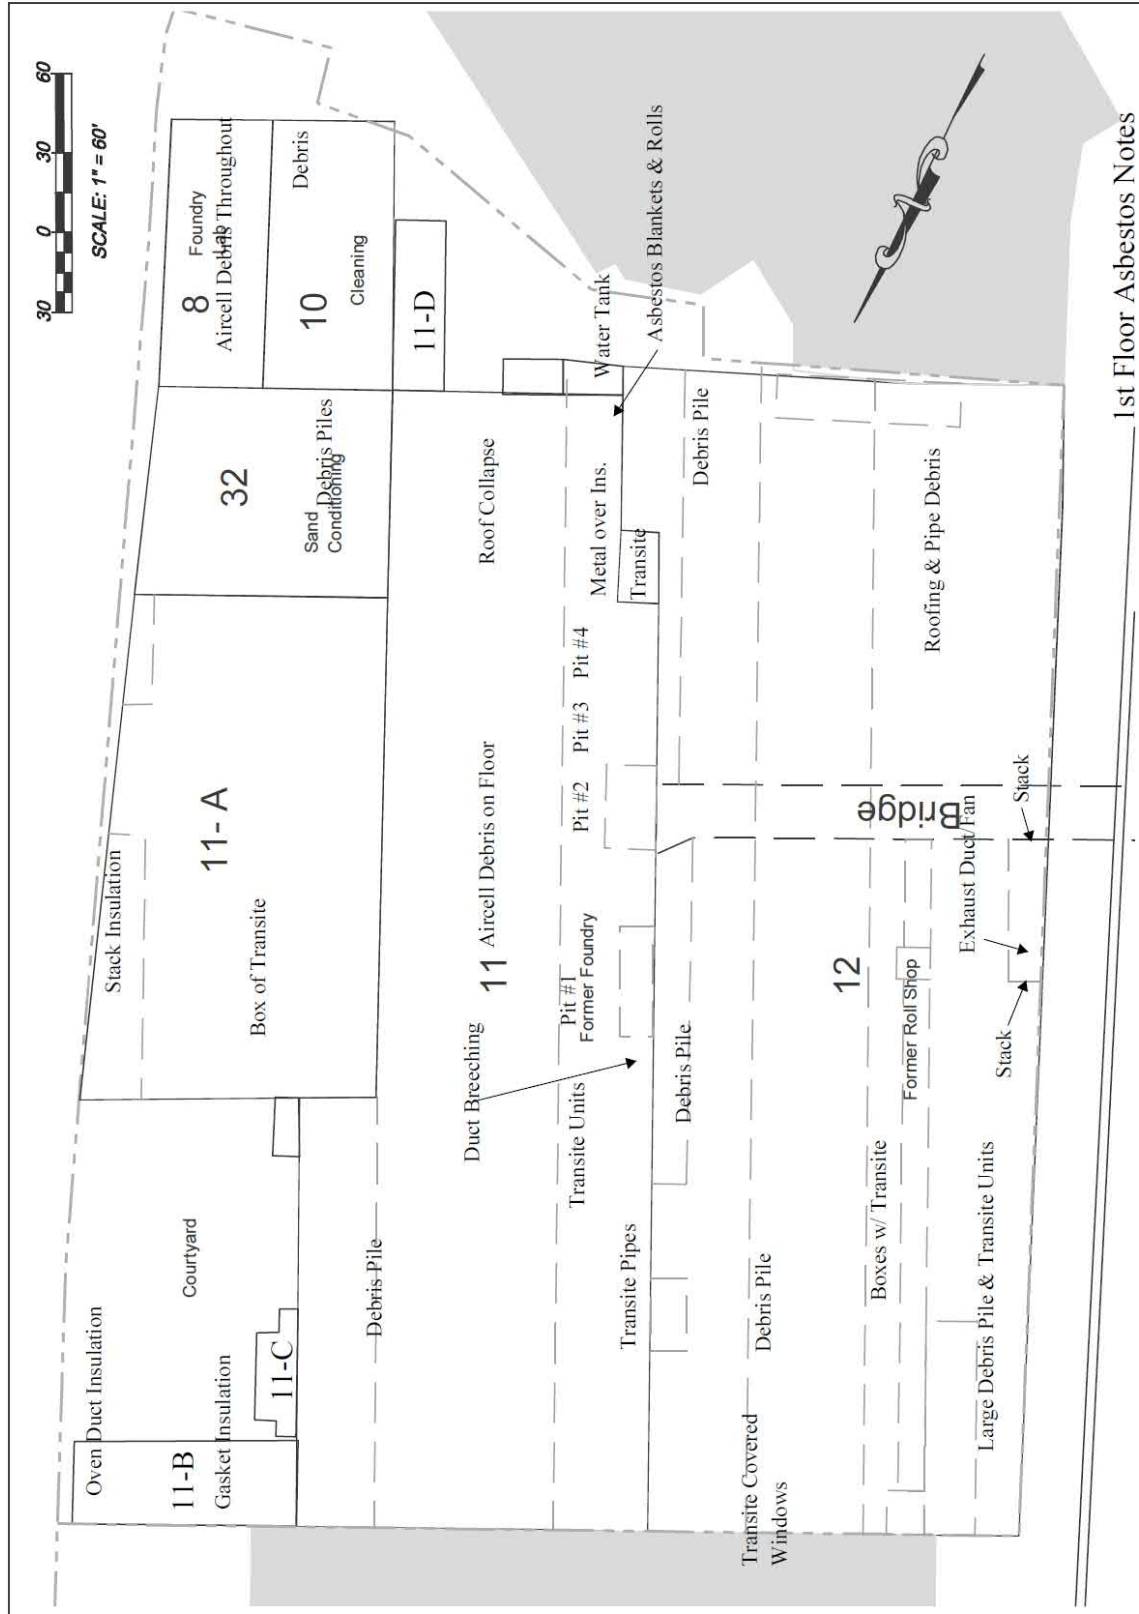 1st Floor Asbestos Notes
SCALE: 1" = 60'
30
0
30
60
Oven Duct Insulation
11-B
Gasket Insulation
11-C
Courtyard
Stack Insulation
11- A
Box of Transite
32
Debris Piles
Sand
Conditioning
8
Foundry
Lab
Aircell Debris Throughout
10
Debris
Cleaning
11-D
Debris Pile
Duct Breeching
11
Aircell Debris on Floor
Roof Collapse
Transite Units
Pit #1
Former Foundry
Pit #2
Pit #3
Pit #4
Metal over Ins.
Water Tank
Asbestos Blankets & Rolls
Transite Pipes
Transite
Debris Pile
Debris Pile
Transite Covered
Windows
Debris Pile
12
Bridge
Boxes w/ Transite
Former Roll Shop
Roofing & Pipe Debris
Exhaust Duct/Fan
Large Debris Pile & Transite Units
Stack
Stack